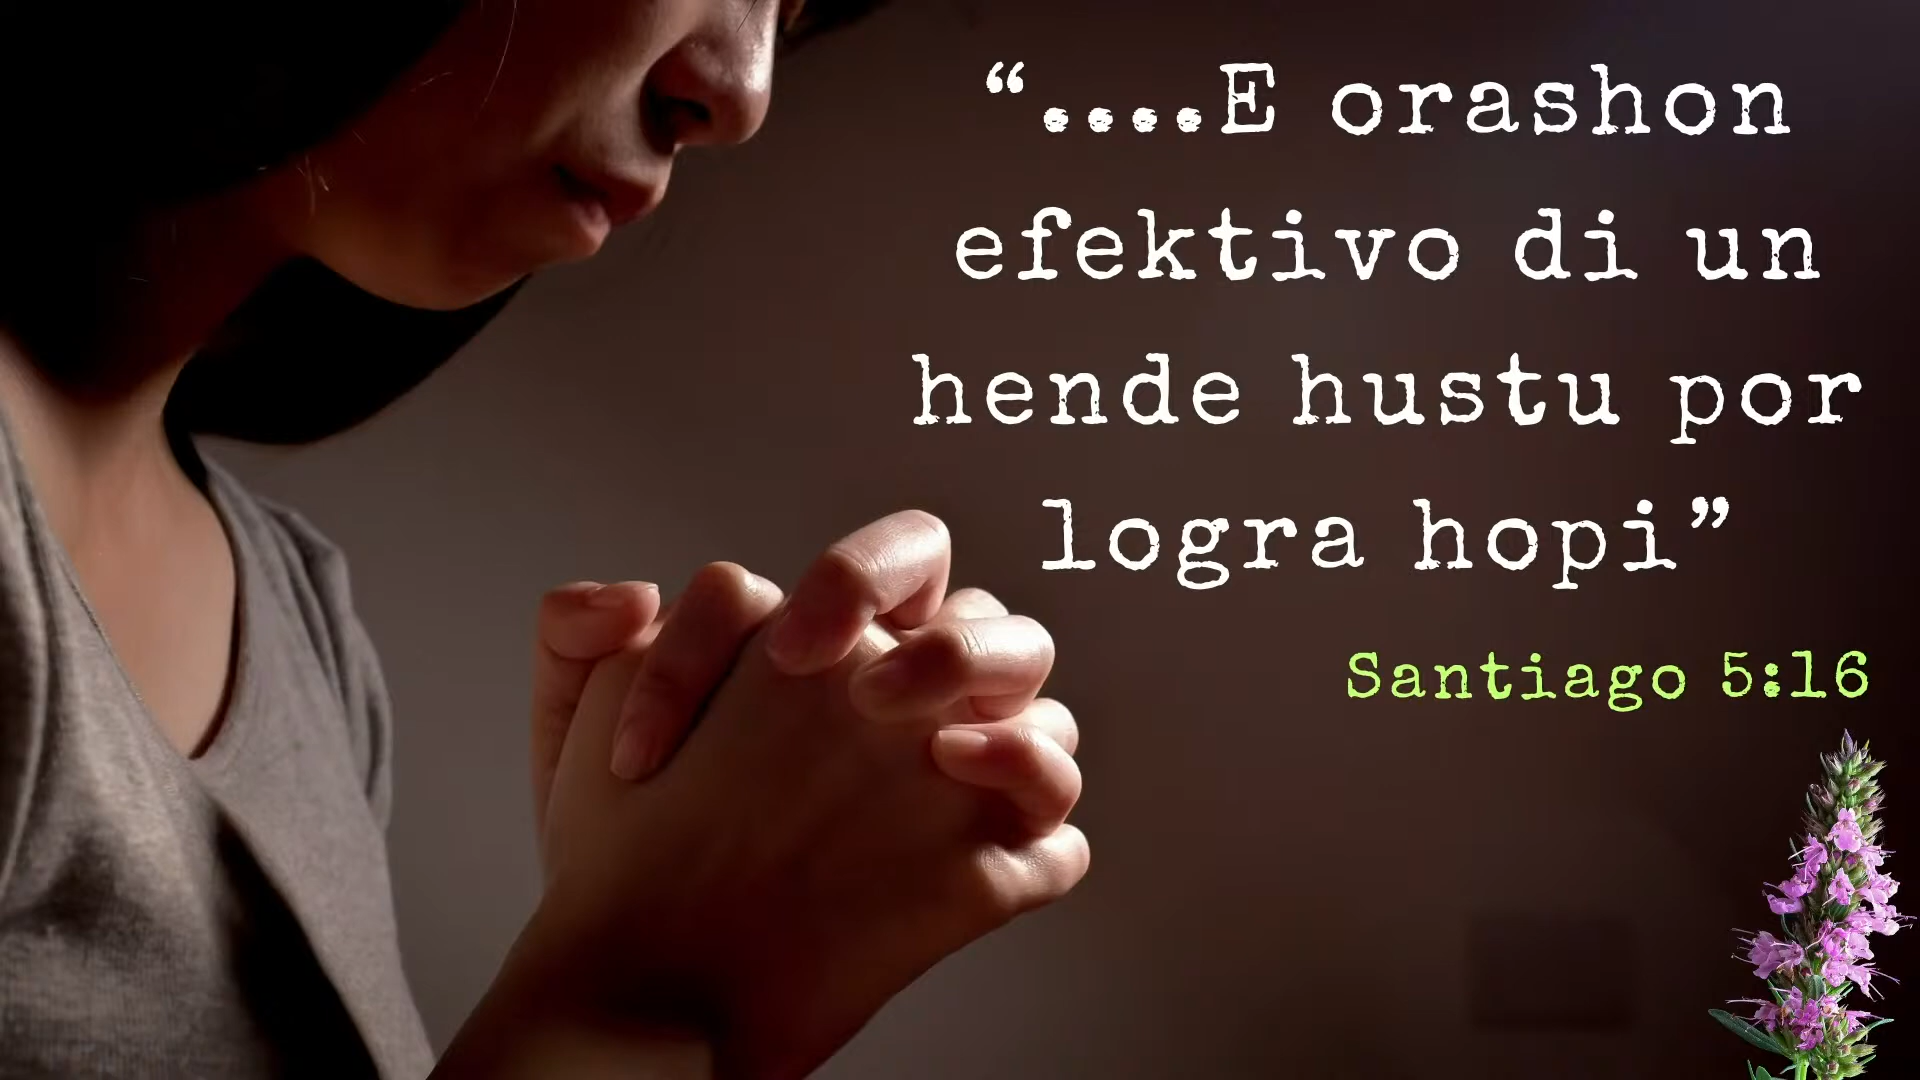 “....E orashon
efektivo di un
hende hustu por
logra hopi”
Santiago 5:16